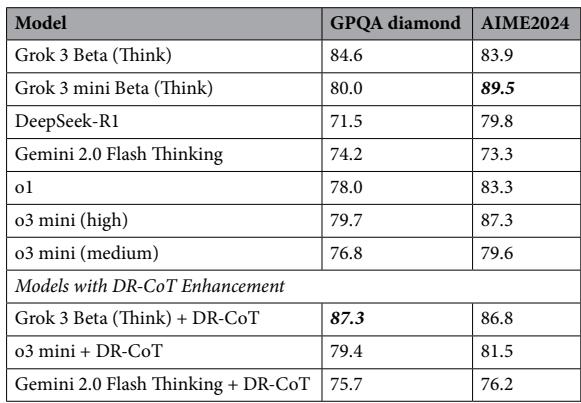 Model GPQA diamond AIME2024
Grok 3 Beta (Think) 84.6 83.9
Grok 3 mini Beta (Think) 80.0 89.5
DeepSeek-R1 71.5 79.8
Gemini 2.0 Flash Thinking 74.2 73.3
o1 78.0 83.3
o3 mini (high) 79.7 87.3
o3 mini (medium) 76.8 79.6
Models with DR-CoT Enhancement
Grok 3 Beta (Think) + DR-CoT 87.3 86.8
o3 mini + DR-CoT 79.4 81.5
Gemini 2.0 Flash Thinking + DR-CoT 75.7 76.2